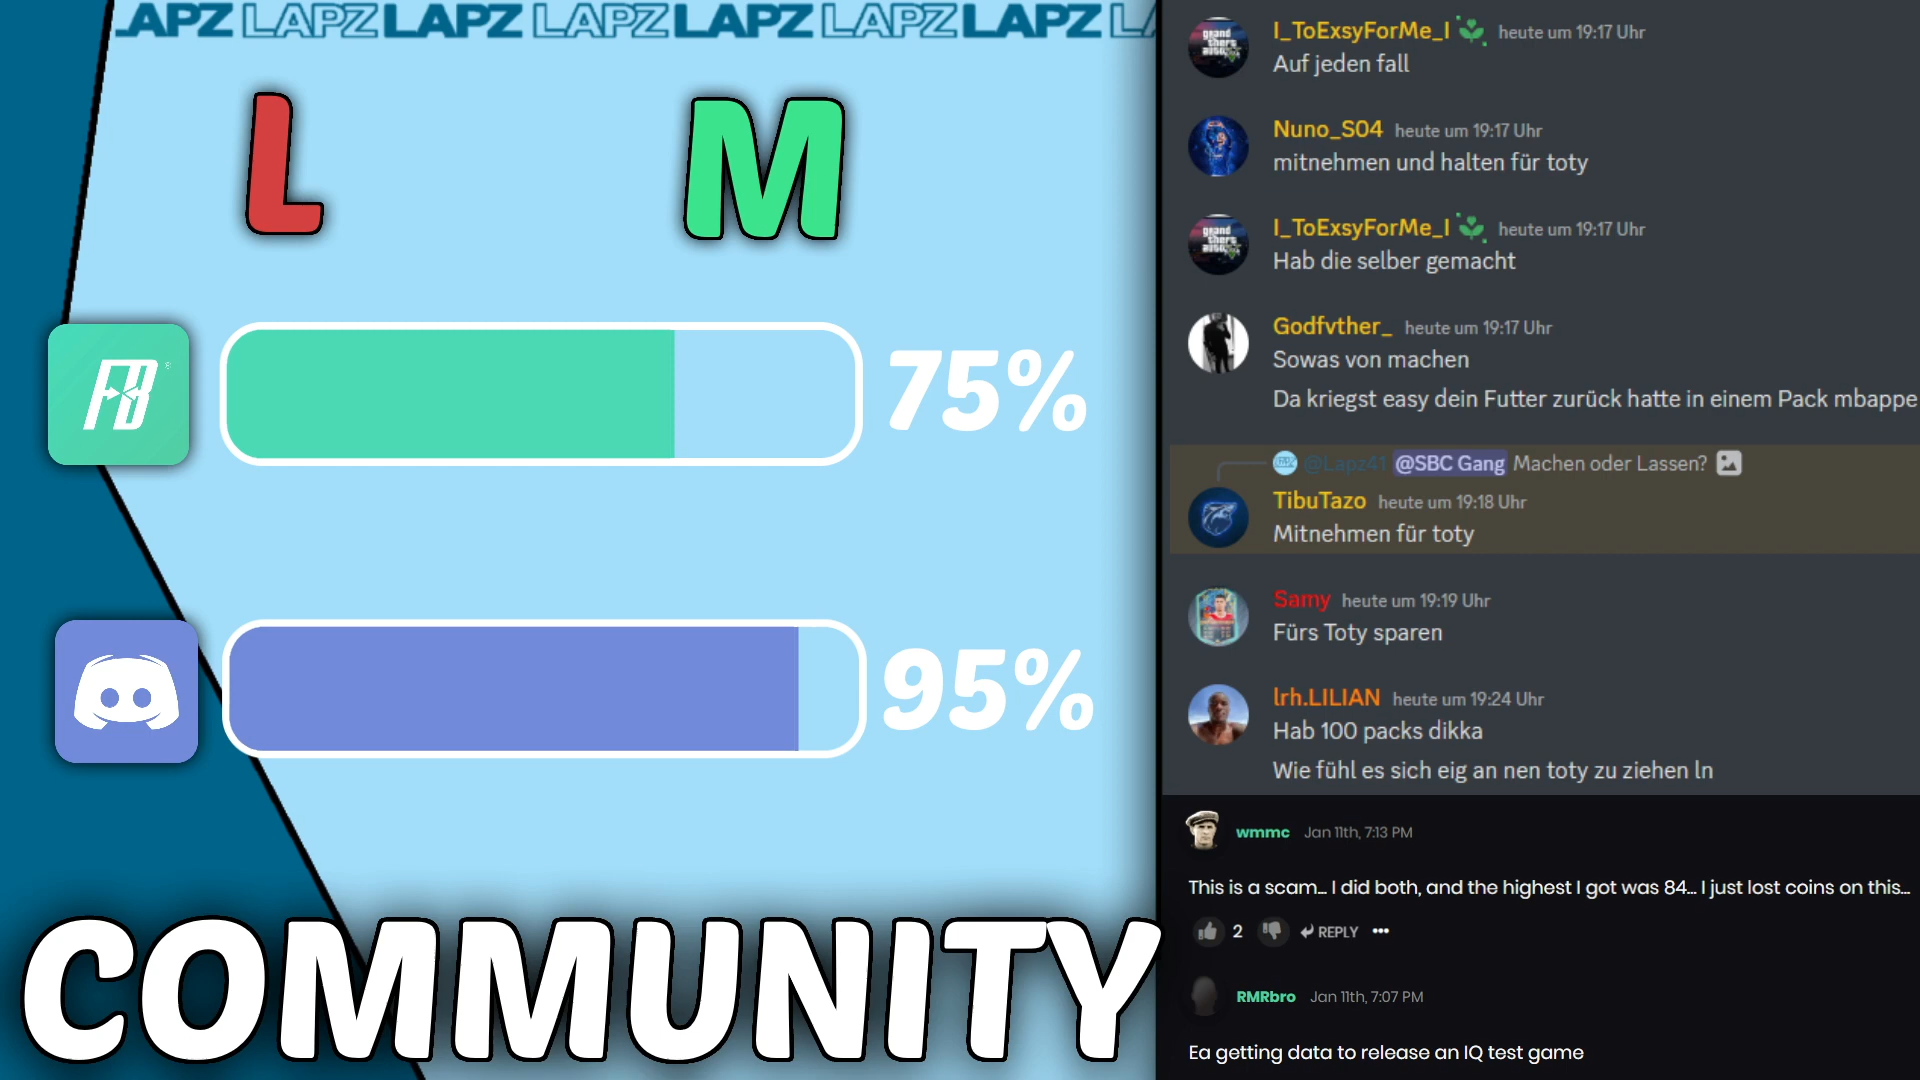 LAPZ LAPZ LAPZ LAPZ LAPZ LAPZ LAPZ L
L M
FB
75%
95%
COMMUNITY
I_ToExsyForMe_I heute um 19:17 Uhr
Auf jeden fall
Nuno_S04 heute um 19:17 Uhr
mitnehmen und halten für toty
I_ToExsyForMe_I heute um 19:17 Uhr
Hab die selber gemacht
Godfvther_ heute um 19:17 Uhr
Sowas von machen
Da kriegst easy dein Futter zurück hatte in einem Pack mbappe
@Lapz41 @SBC Gang Machen oder Lassen?
TibuTazo heute um 19:18 Uhr
Mitnehmen für toty
Samy heute um 19:19 Uhr
Fürs Toty sparen
lrh.LILIAN heute um 19:24 Uhr
Hab 100 packs dikka
Wie fühl es sich eig an nen toty zu ziehen ln
wmmc Jan 11th, 7:13 PM
This is a scam... I did both, and the highest I got was 84... I just lost coins on this...
2 REPLY
RMRbro Jan 11th, 7:07 PM
Ea getting data to release an IQ test game